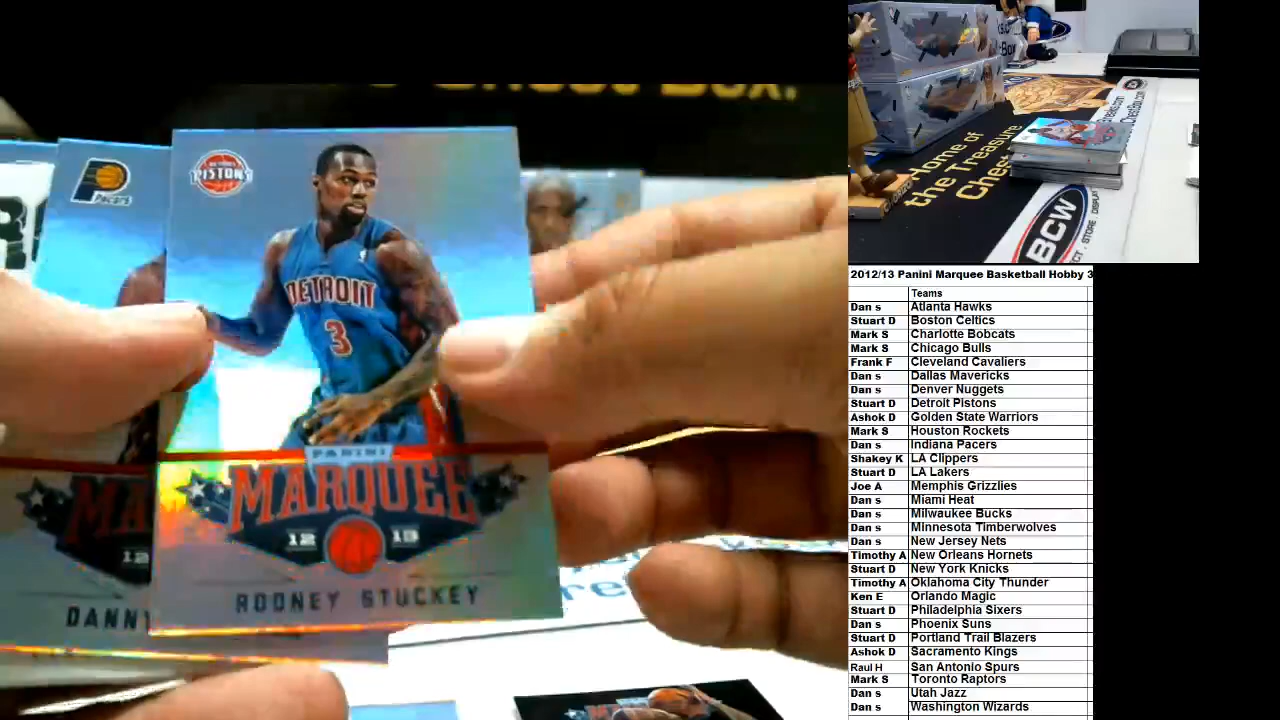 PISTONS
PACERS
DETROIT
3
PANINI
MARQUEE
12 13
RODNEY STUCKEY
MA
12
DANNY
Home of
the Treasure
Chest
BCW
2012/13 Panini Marquee Basketball Hobby 3
Teams
Dan s Atlanta Hawks
Stuart D Boston Celtics
Mark S Charlotte Bobcats
Mark S Chicago Bulls
Frank F Cleveland Cavaliers
Dan s Dallas Mavericks
Dan s Denver Nuggets
Stuart D Detroit Pistons
Ashok D Golden State Warriors
Mark S Houston Rockets
Dan s Indiana Pacers
Shakey K LA Clippers
Stuart D LA Lakers
Joe A Memphis Grizzlies
Dan s Miami Heat
Dan s Milwaukee Bucks
Dan s Minnesota Timberwolves
Dan s New Jersey Nets
Timothy A New Orleans Hornets
Stuart D New York Knicks
Timothy A Oklahoma City Thunder
Ken E Orlando Magic
Stuart D Philadelphia Sixers
Dan s Phoenix Suns
Stuart D Portland Trail Blazers
Ashok D Sacramento Kings
Raul H San Antonio Spurs
Mark S Toronto Raptors
Dan s Utah Jazz
Dan s Washington Wizards